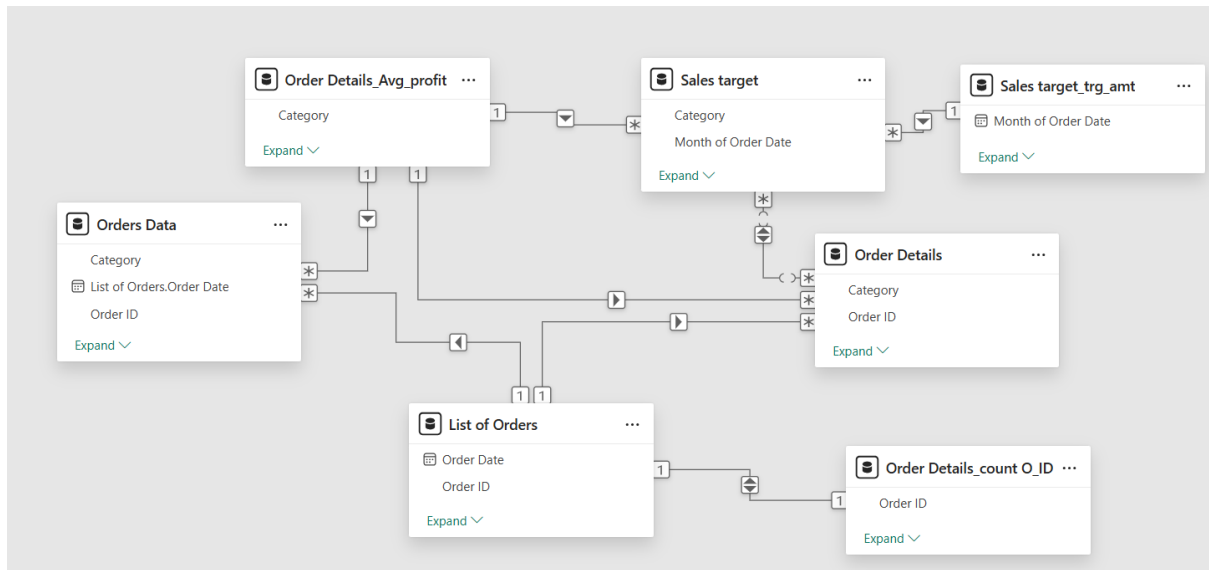 Order Details_Avg_profit ...
Category
Expand
Sales target ...
Category
Month of Order Date
Expand
Sales target_trg_amt ...
Month of Order Date
Expand
1
*
*
1
1
1
*
Orders Data ...
Category
List of Orders.Order Date
Order ID
Expand
*
*
Order Details ...
Category
Order ID
Expand
*
*
*
1
1
List of Orders ...
Order Date
Order ID
Expand
1
1
Order Details_count O_ID ...
Order ID
Expand